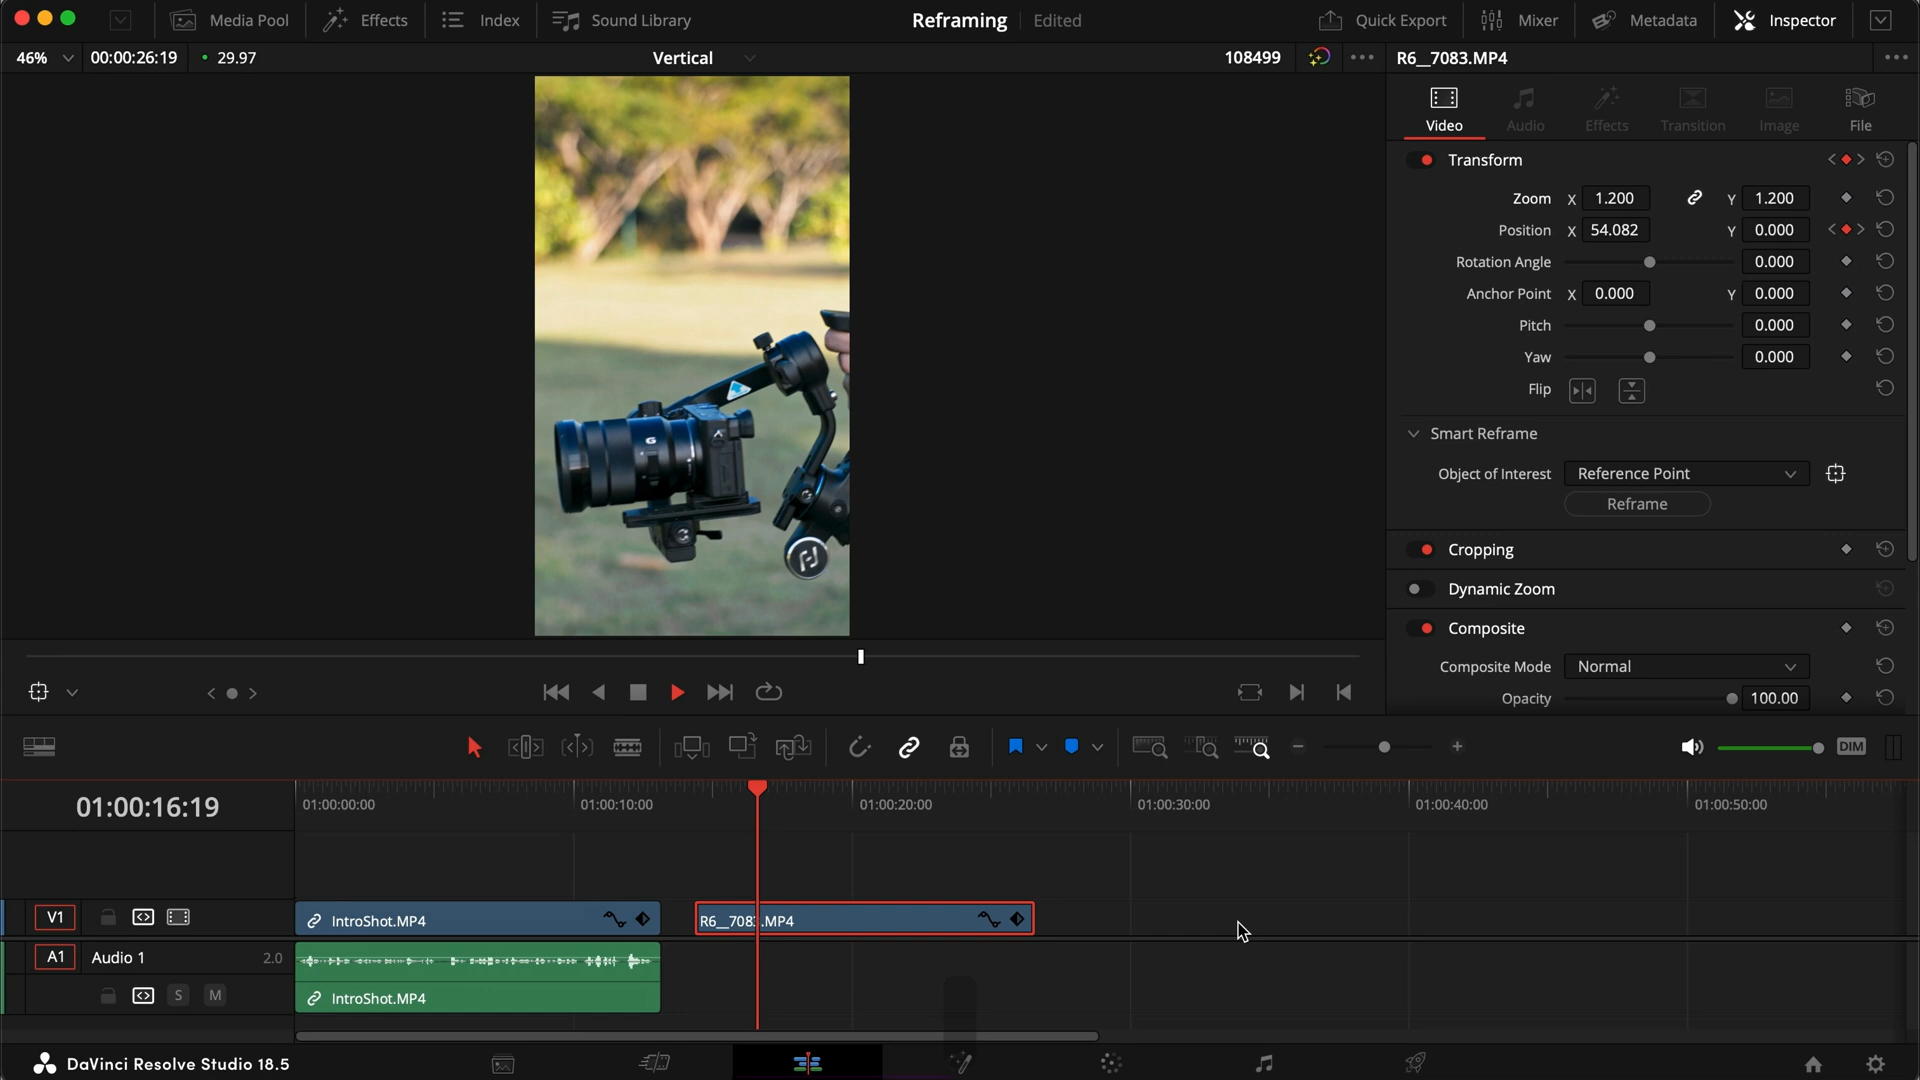 Media Pool
Effects
Index
Sound Library
Reframing
Edited
Quick Export
Mixer
Metadata
Inspector
46%
00:00:26:19
29.97
Vertical
108499
R6__7083.MP4
Video
Audio
Effects
Transition
Image
File
Transform
Zoom X 1.200 Y 1.200
Position X 54.082 Y 0.000
Rotation Angle 0.000
Anchor Point X 0.000 Y 0.000
Pitch 0.000
Yaw 0.000
Flip
Smart Reframe
Object of Interest Reference Point
Reframe
Cropping
Dynamic Zoom
Composite
Composite Mode Normal
Opacity 100.00
G
DIM
01:00:16:19
01:00:00:00
01:00:10:00
01:00:20:00
01:00:30:00
01:00:40:00
01:00:50:00
V1
IntroShot.MP4
R6__7083.MP4
A1 Audio 1 2.0
S M
IntroShot.MP4
DaVinci Resolve Studio 18.5